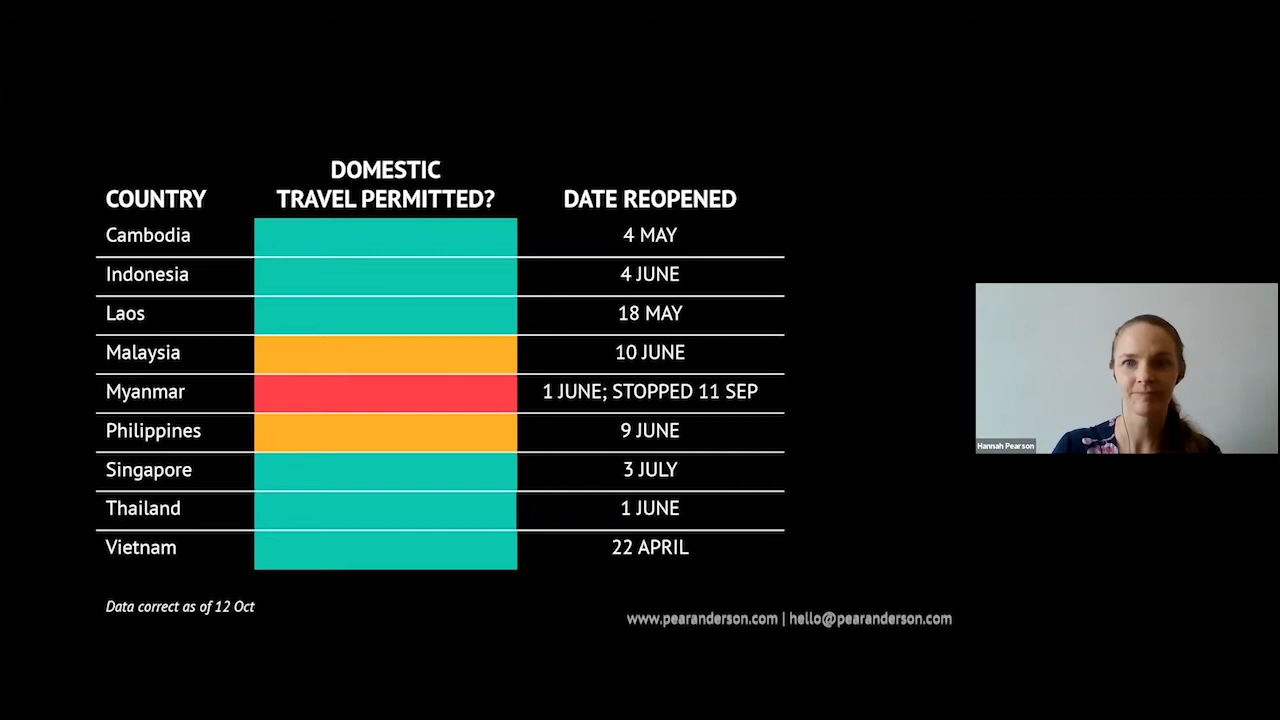 DOMESTIC
COUNTRY TRAVEL PERMITTED? DATE REOPENED
Cambodia 4 MAY
Indonesia 4 JUNE
Laos 18 MAY
Malaysia 10 JUNE
Myanmar 1 JUNE; STOPPED 11 SEP
Philippines 9 JUNE
Singapore 3 JULY
Thailand 1 JUNE
Vietnam 22 APRIL
Data correct as of 12 Oct
www.pearanderson.com | hello@pearanderson.com
Hannah Pearson